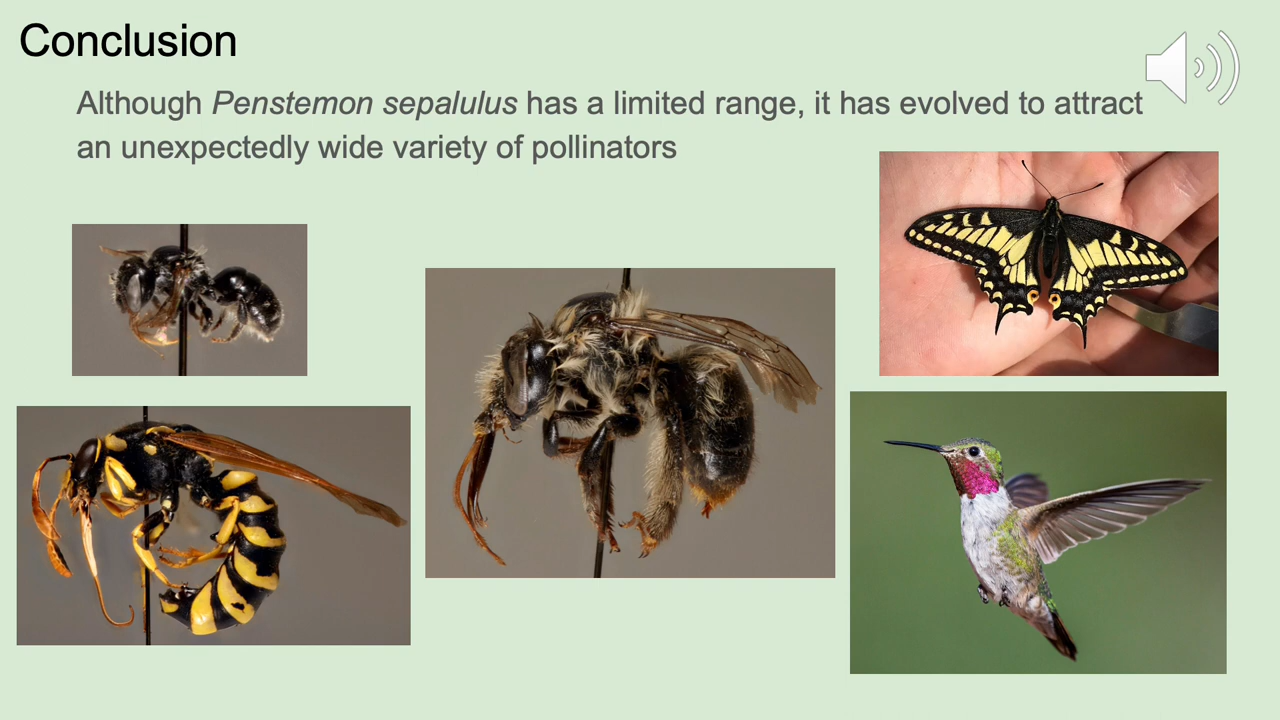 Conclusion
Although Penstemon sepalulus has a limited range, it has evolved to attract
an unexpectedly wide variety of pollinators